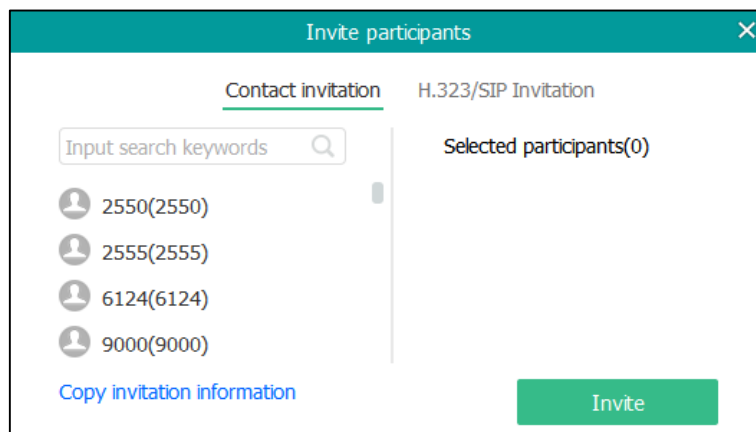 Invite participants
Contact invitation
H.323/SIP Invitation
Input search keywords
Selected participants(0)
2550(2550)
2555(2555)
6124(6124)
9000(9000)
Copy invitation information
Invite